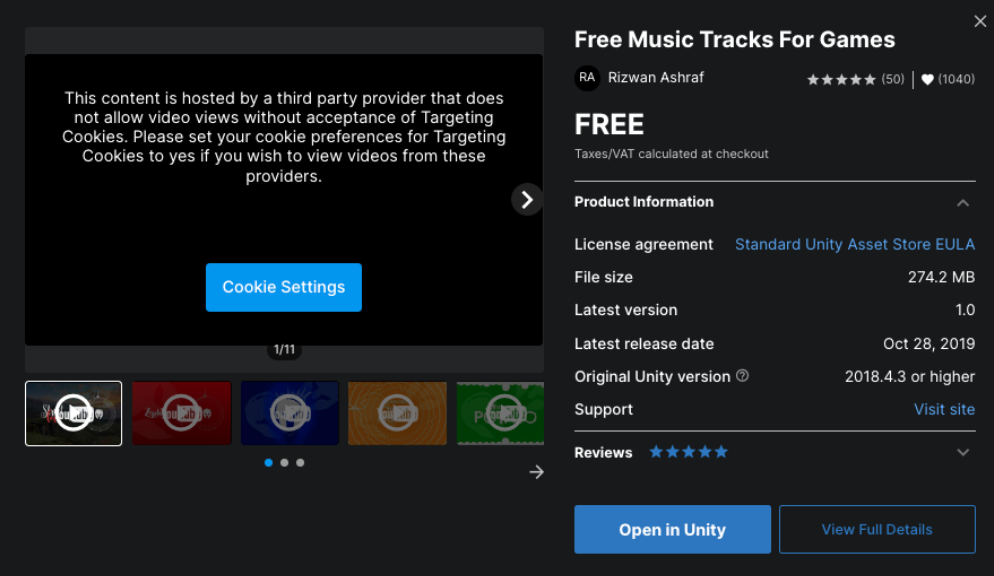 Free Music Tracks For Games
RA Rizwan Ashraf (50) | (1040)
FREE
Taxes/VAT calculated at checkout
This content is hosted by a third party provider that does
not allow video views without acceptance of Targeting
Cookies. Please set your cookie preferences for Targeting
Cookies to yes if you wish to view videos from these
providers.
Cookie Settings
1/11
Product Information
License agreement Standard Unity Asset Store EULA
File size 274.2 MB
Latest version 1.0
Latest release date Oct 28, 2019
Original Unity version 2018.4.3 or higher
Support Visit site
Reviews
Open in Unity
View Full Details